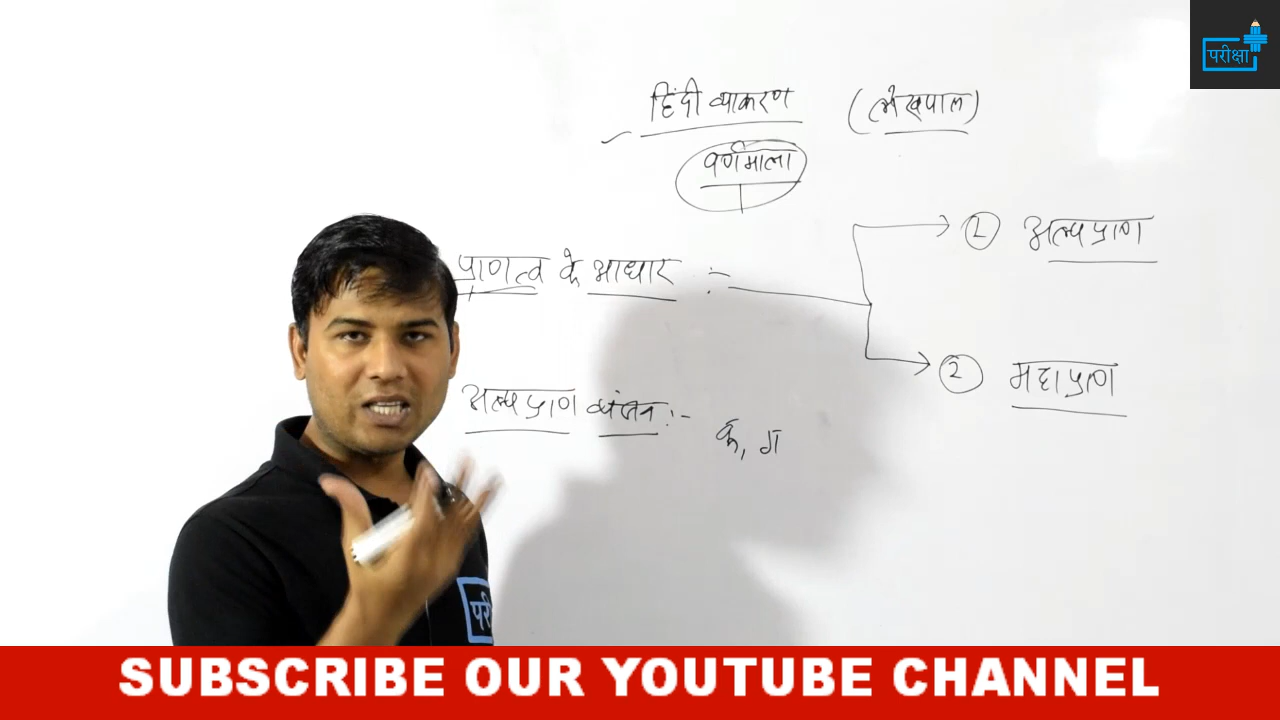 परीक्षा
हिंदी व्याकरण (लेखपाल)
वर्णमाला
① अल्पप्राण
प्राणत्व के आधार :-
② महाप्राण
अल्पप्राण व्यंजन :- क, ग
परी
SUBSCRIBE OUR YOUTUBE CHANNEL